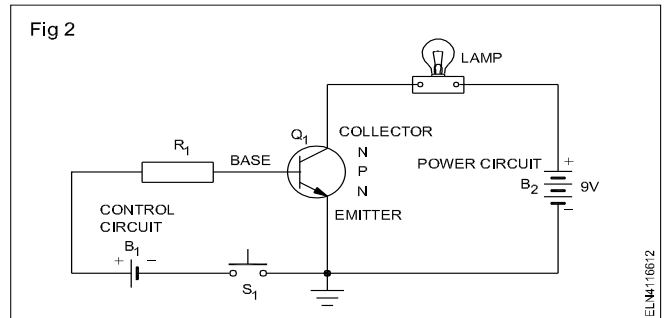 Fig 2
LAMP
Q1
COLLECTOR
R1
BASE
N
P
N
POWER CIRCUIT
+
B2
9V
–
EMITTER
CONTROL
CIRCUIT
B1
+
–
S1
ELN4116612